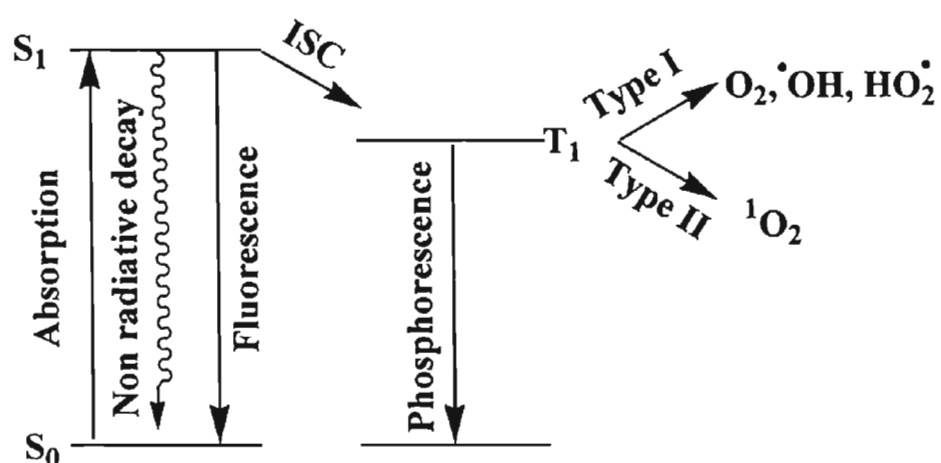 S₁
ISC
Absorption
Non radiative decay
Fluorescence
S₀
T₁
Phosphorescence
Type I
O₂, •OH, HO₂•
Type II
¹O₂